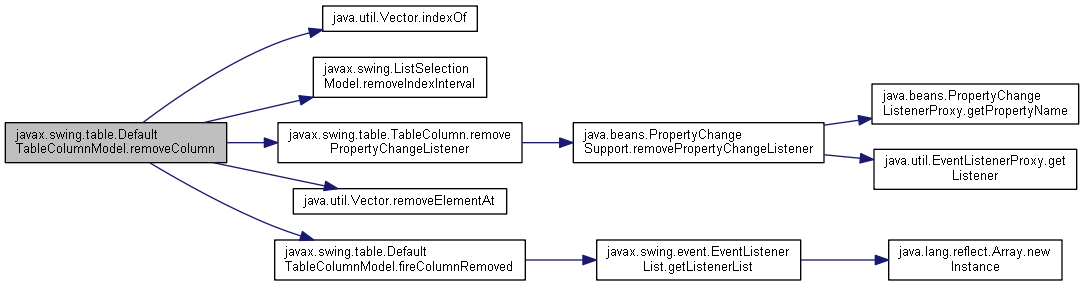 javax.swing.table.Default
TableColumnModel.removeColumn
java.util.Vector.indexOf
javax.swing.ListSelection
Model.removeIndexInterval
javax.swing.table.TableColumn.remove
PropertyChangeListener
java.beans.PropertyChange
Support.removePropertyChangeListener
java.beans.PropertyChange
ListenerProxy.getPropertyName
java.util.EventListenerProxy.get
Listener
java.util.Vector.removeElementAt
javax.swing.table.Default
TableColumnModel.fireColumnRemoved
javax.swing.event.EventListener
List.getListenerList
java.lang.reflect.Array.new
Instance